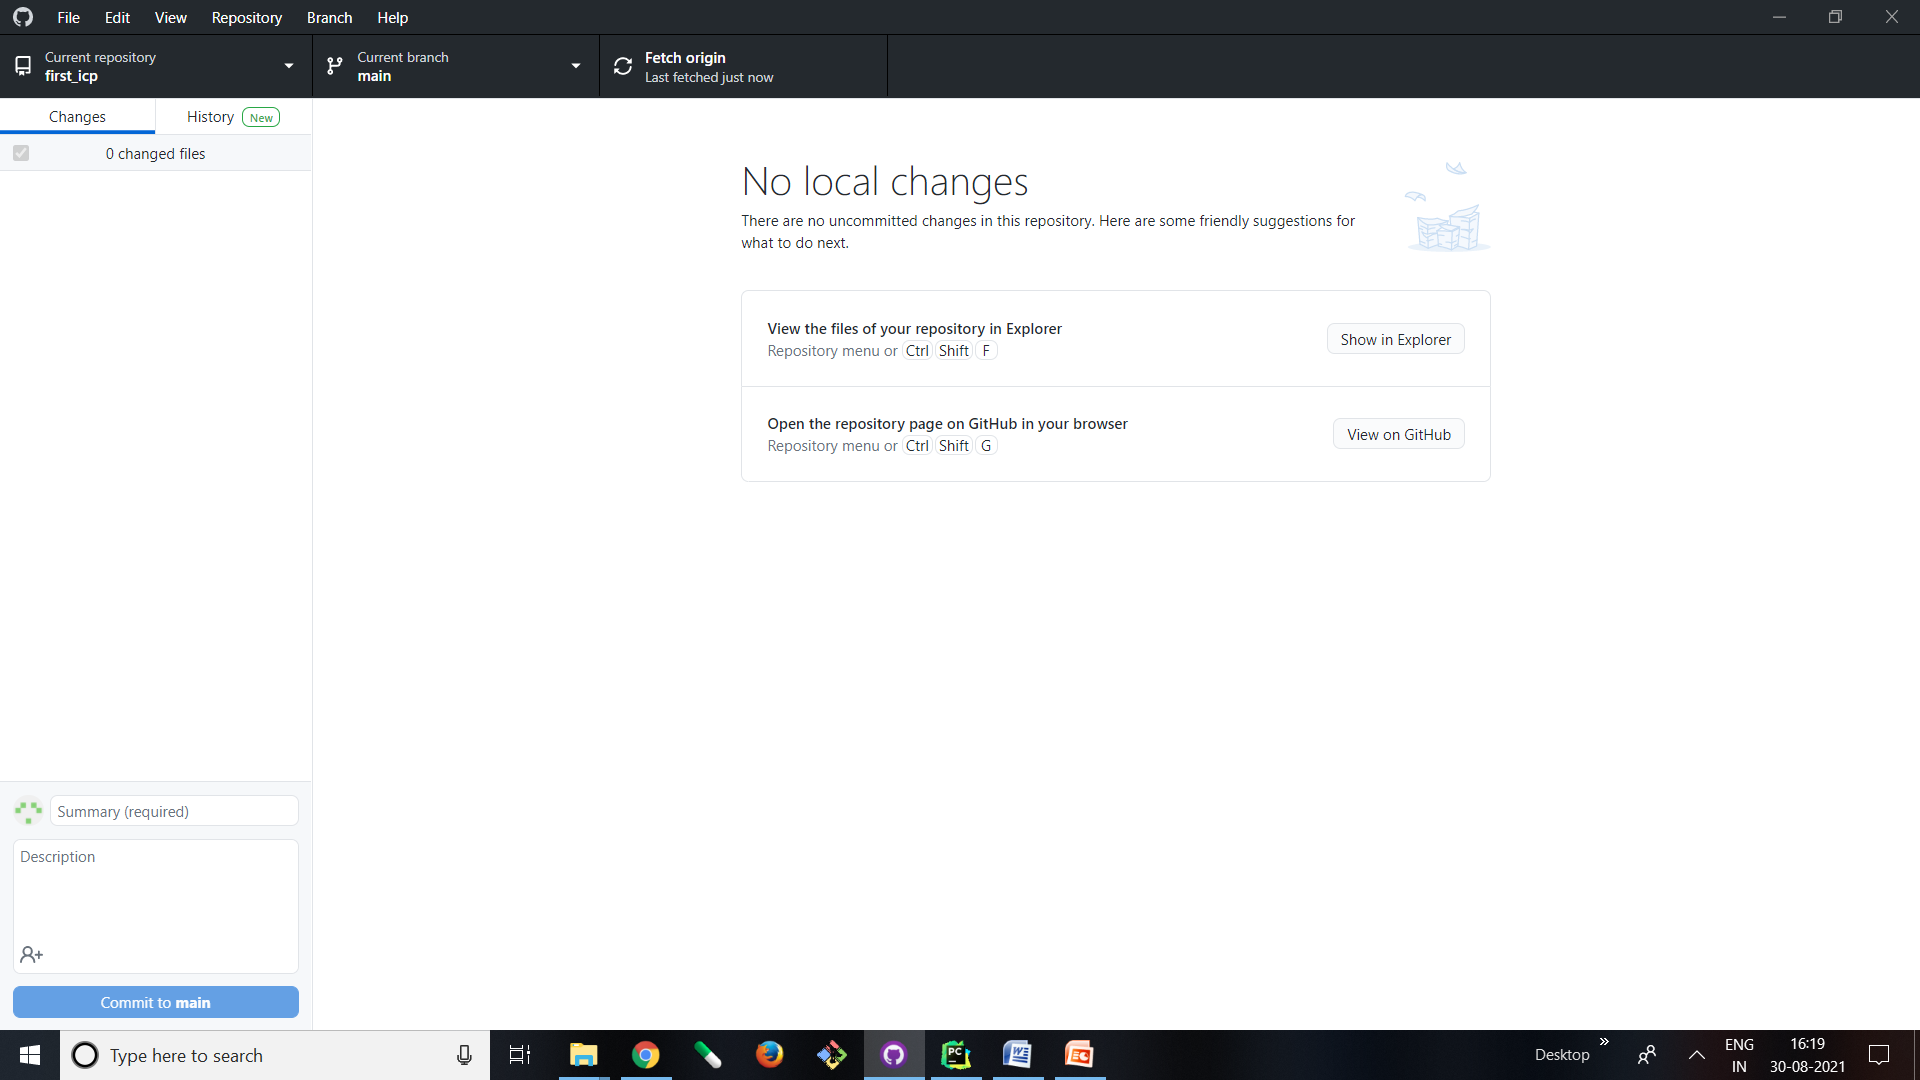 File Edit View Repository Branch Help
Current repository
first_icp
Current branch
main
Fetch origin
Last fetched just now
Changes
History New
0 changed files
No local changes
There are no uncommitted changes in this repository. Here are some friendly suggestions for
what to do next.
View the files of your repository in Explorer
Repository menu or Ctrl Shift F
Show in Explorer
Open the repository page on GitHub in your browser
Repository menu or Ctrl Shift G
View on GitHub
Summary (required)
Description
Commit to main
Type here to search
PC
W
Desktop
ENG
IN
16:19
30-08-2021